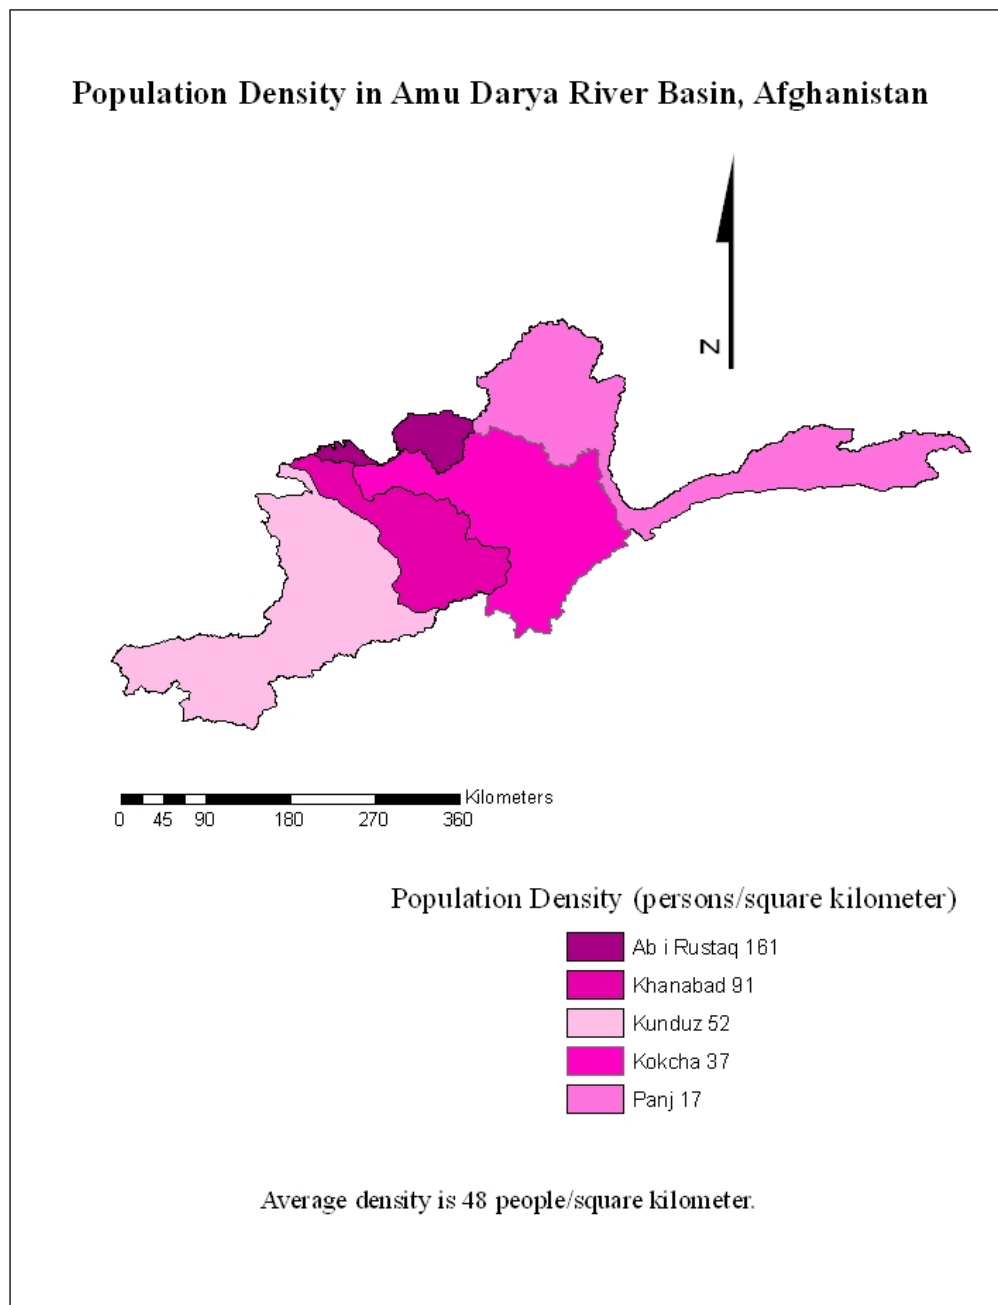 Population Density in Amu Darya River Basin, Afghanistan
N
Kilometers
0 45 90 180 270 360
Population Density (persons/square kilometer)
Ab i Rustaq 161
Khanabad 91
Kunduz 52
Kokcha 37
Panj 17
Average density is 48 people/square kilometer.